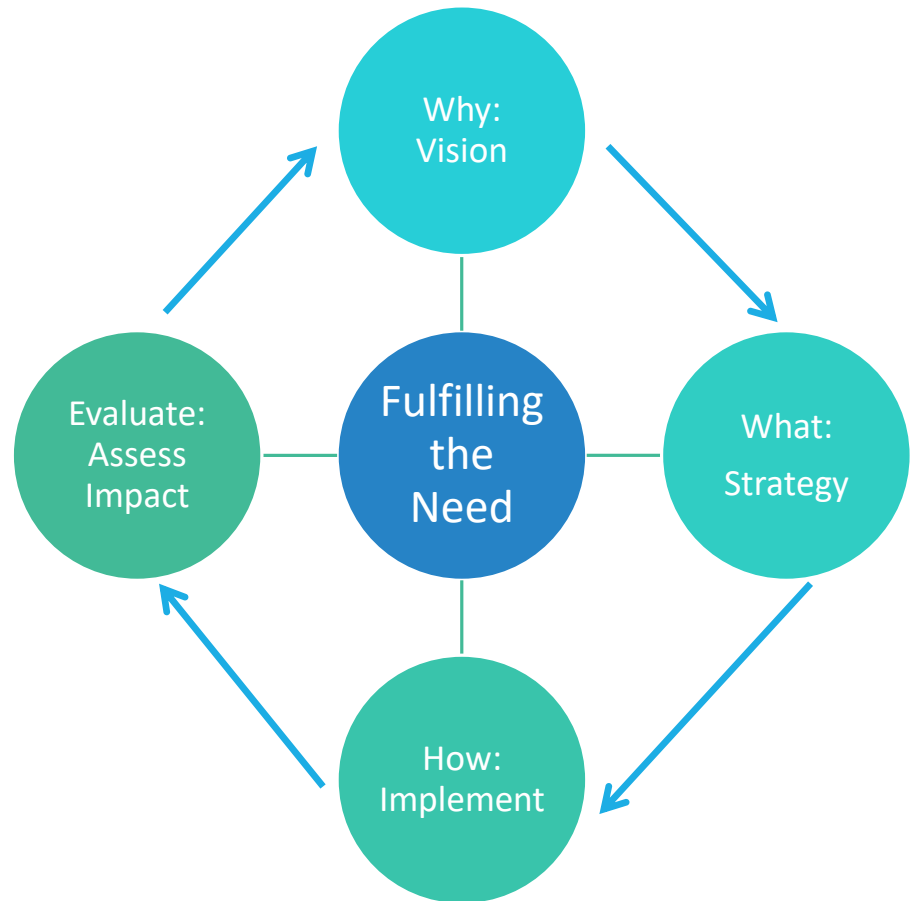 Why:
Vision
Fulfilling
the
Need
Evaluate:
Assess
Impact
What:
Strategy
How:
Implement